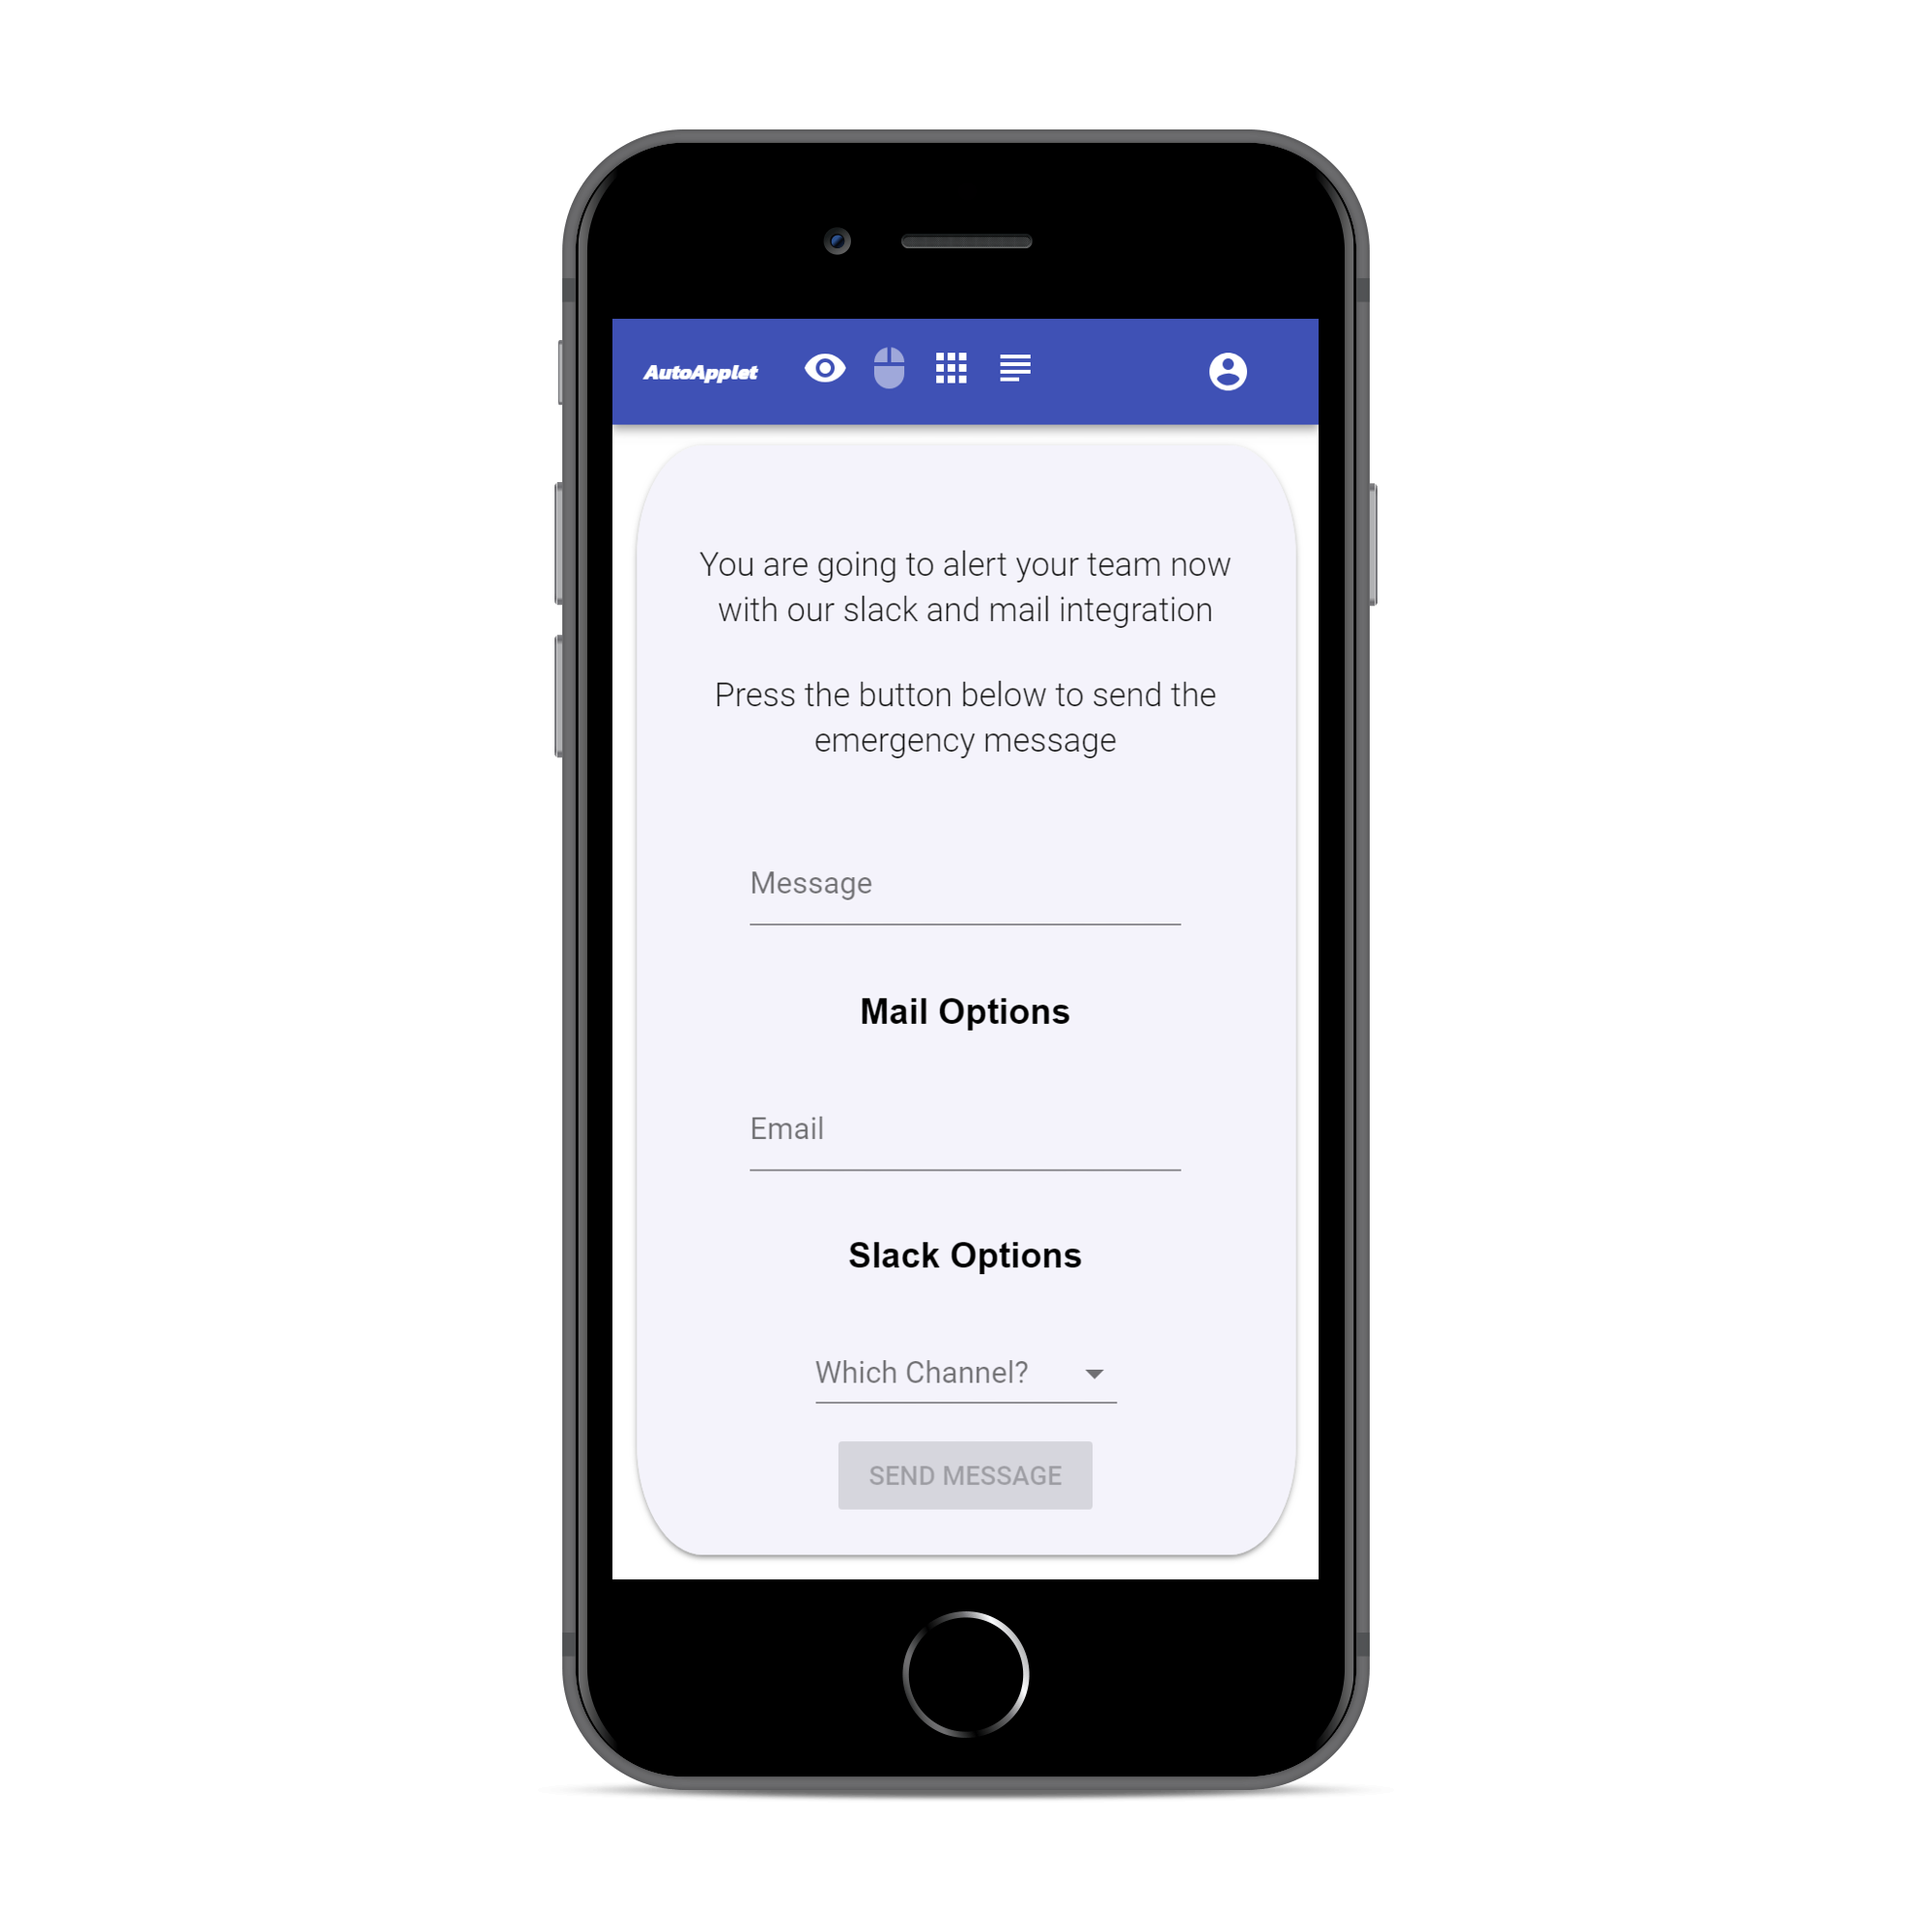 AutoApplet
You are going to alert your team now
with our slack and mail integration
Press the button below to send the
emergency message
Message
Mail Options
Email
Slack Options
Which Channel?
SEND MESSAGE